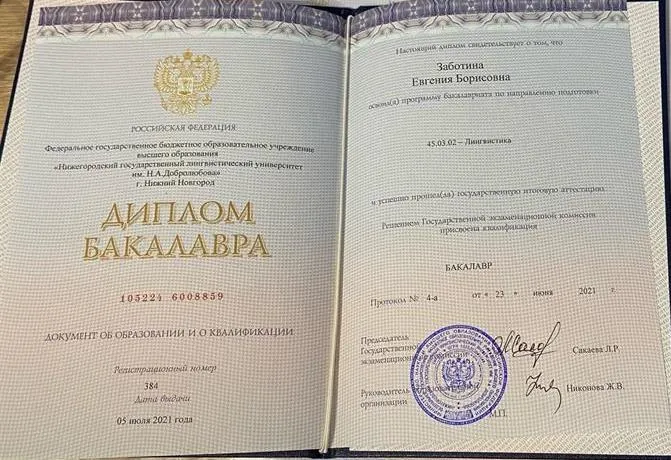 РОССИЙСКАЯ ФЕДЕРАЦИЯ
Федеральное государственное бюджетное образовательное учреждение
высшего образования
«Нижегородский государственный лингвистический университет
им. Н.А.Добролюбова»
г. Нижний Новгород
ДИПЛОМ
БАКАЛАВРА
105224 6008859
ДОКУМЕНТ ОБ ОБРАЗОВАНИИ И О КВАЛИФИКАЦИИ
Регистрационный номер
384
Дата выдачи
05 июля 2021 года
Настоящий диплом свидетельствует о том, что
Заботина
Евгения Борисовна
освоил(а) программу бакалавриата по направлению подготовки
45.03.02 – Лингвистика
и успешно прошел(ла) государственную итоговую аттестацию
Решением Государственной экзаменационной комиссии
присвоена квалификация
БАКАЛАВР
Протокол № 4-а от « 23 » июня 2021 г.
Председатель
Государственной
экзаменационной комиссии Сакаева Л.Р.
Руководитель образовательной
организации Никонова Ж.В.
М.П.